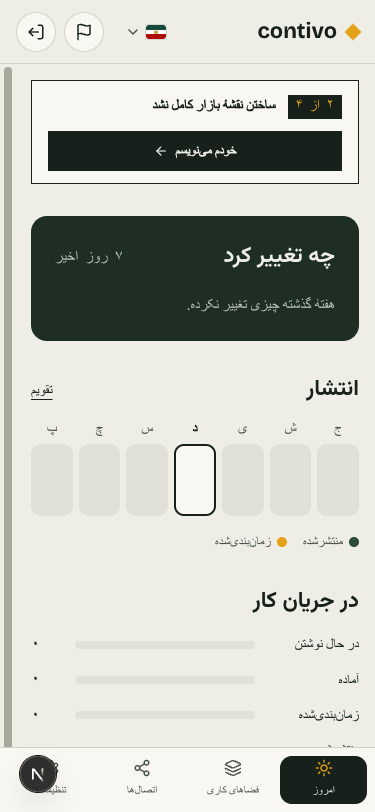 contivo
۲ از ۴
ساختن نقشهٔ بازار کامل نشد
خودم می‌نویسم
چه تغییر کرد
۷ روز اخیر
هفتهٔ گذشته چیزی تغییر نکرده.
انتشار
تقویم
ج ش ی د س چ پ
منتشرشده
زمان‌بندی‌شده
در جریان کار
در حال نوشتن ۰
آماده ۰
زمان‌بندی‌شده ۰
امروز
فضاهای کاری
اتصال‌ها
N